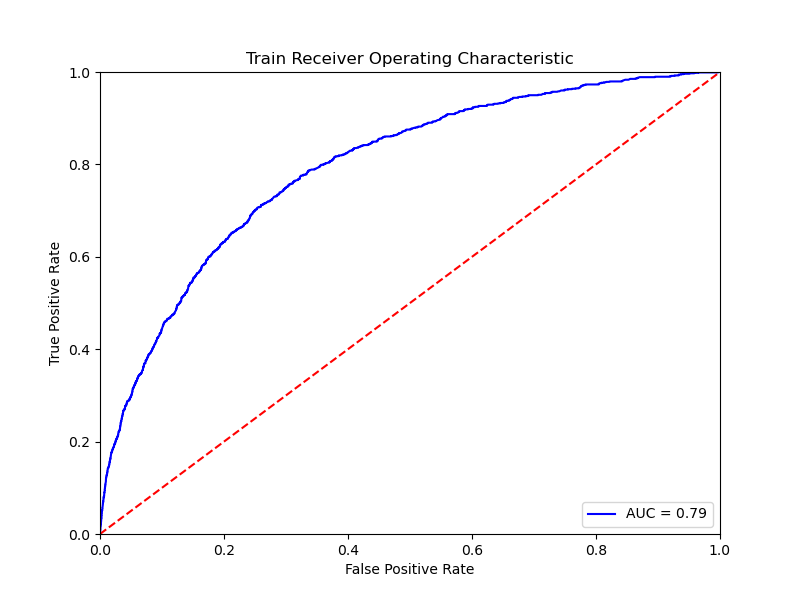 Train Receiver Operating Characteristic
True Positive Rate
1.0
0.8
0.6
0.4
0.2
0.0
AUC = 0.79
0.0 0.2 0.4 0.6 0.8 1.0
False Positive Rate